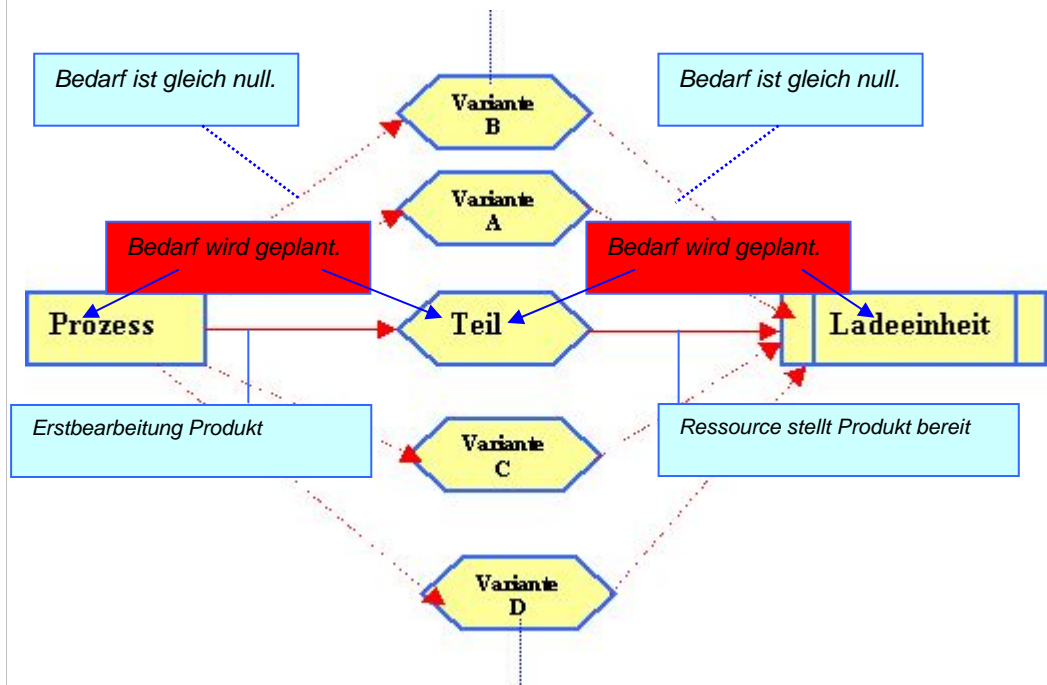 Bedarf ist gleich null.
Bedarf ist gleich null.
Variante
B
Variante
A
Bedarf wird geplant.
Bedarf wird geplant.
Prozess
Teil
Ladeeinheit
Erstbearbeitung Produkt
Ressource stellt Produkt bereit
Variante
C
Variante
D